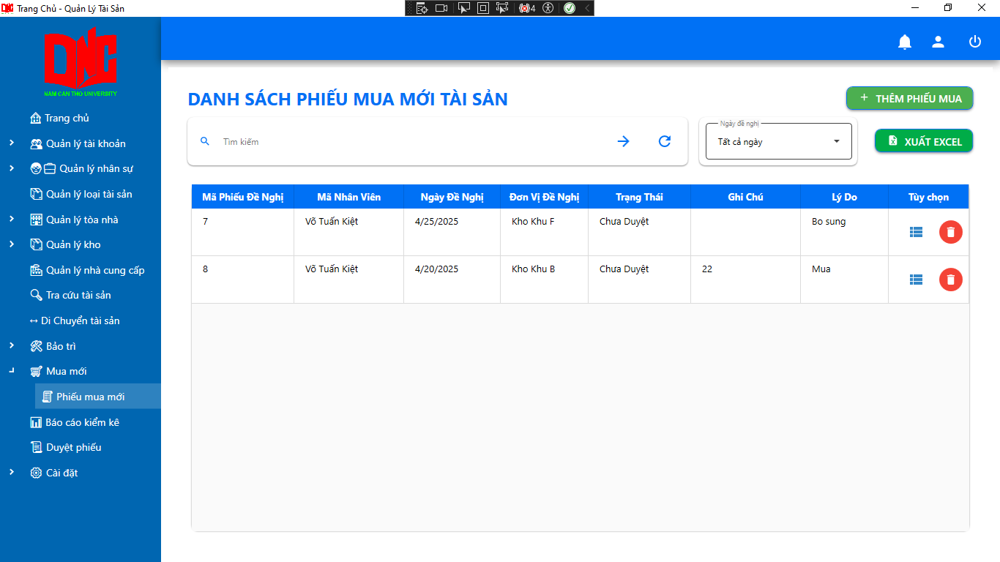 Trang Chủ - Quản Lý Tài Sản
4
DNC
NAM CAN THO UNIVERSITY
Trang chủ
Quản lý tài khoản
Quản lý nhân sự
Quản lý loại tài sản
Quản lý tòa nhà
Quản lý kho
Quản lý nhà cung cấp
Tra cứu tài sản
Di Chuyển tài sản
Bảo trì
Mua mới
Phiếu mua mới
Báo cáo kiểm kê
Duyệt phiếu
Cài đặt
DANH SÁCH PHIẾU MUA MỚI TÀI SẢN
+ THÊM PHIẾU MUA
Tìm kiếm
Ngày đề nghị
Tất cả ngày
XUẤT EXCEL
Mã Phiếu Đề Nghị Mã Nhân Viên Ngày Đề Nghị Đơn Vị Đề Nghị Trạng Thái Ghi Chú Lý Do Tùy chọn
7 Võ Tuấn Kiệt 4/25/2025 Kho Khu F Chưa Duyệt Bo sung
8 Võ Tuấn Kiệt 4/20/2025 Kho Khu B Chưa Duyệt 22 Mua